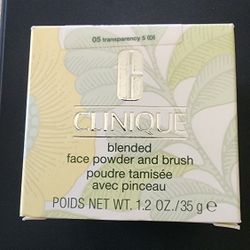 05 transparency 5 (O)
C
CLINIQUE
blended
face powder and brush
poudre tamisée
avec pinceau
POIDS NET WT. 1.2 OZ./35 g ℮